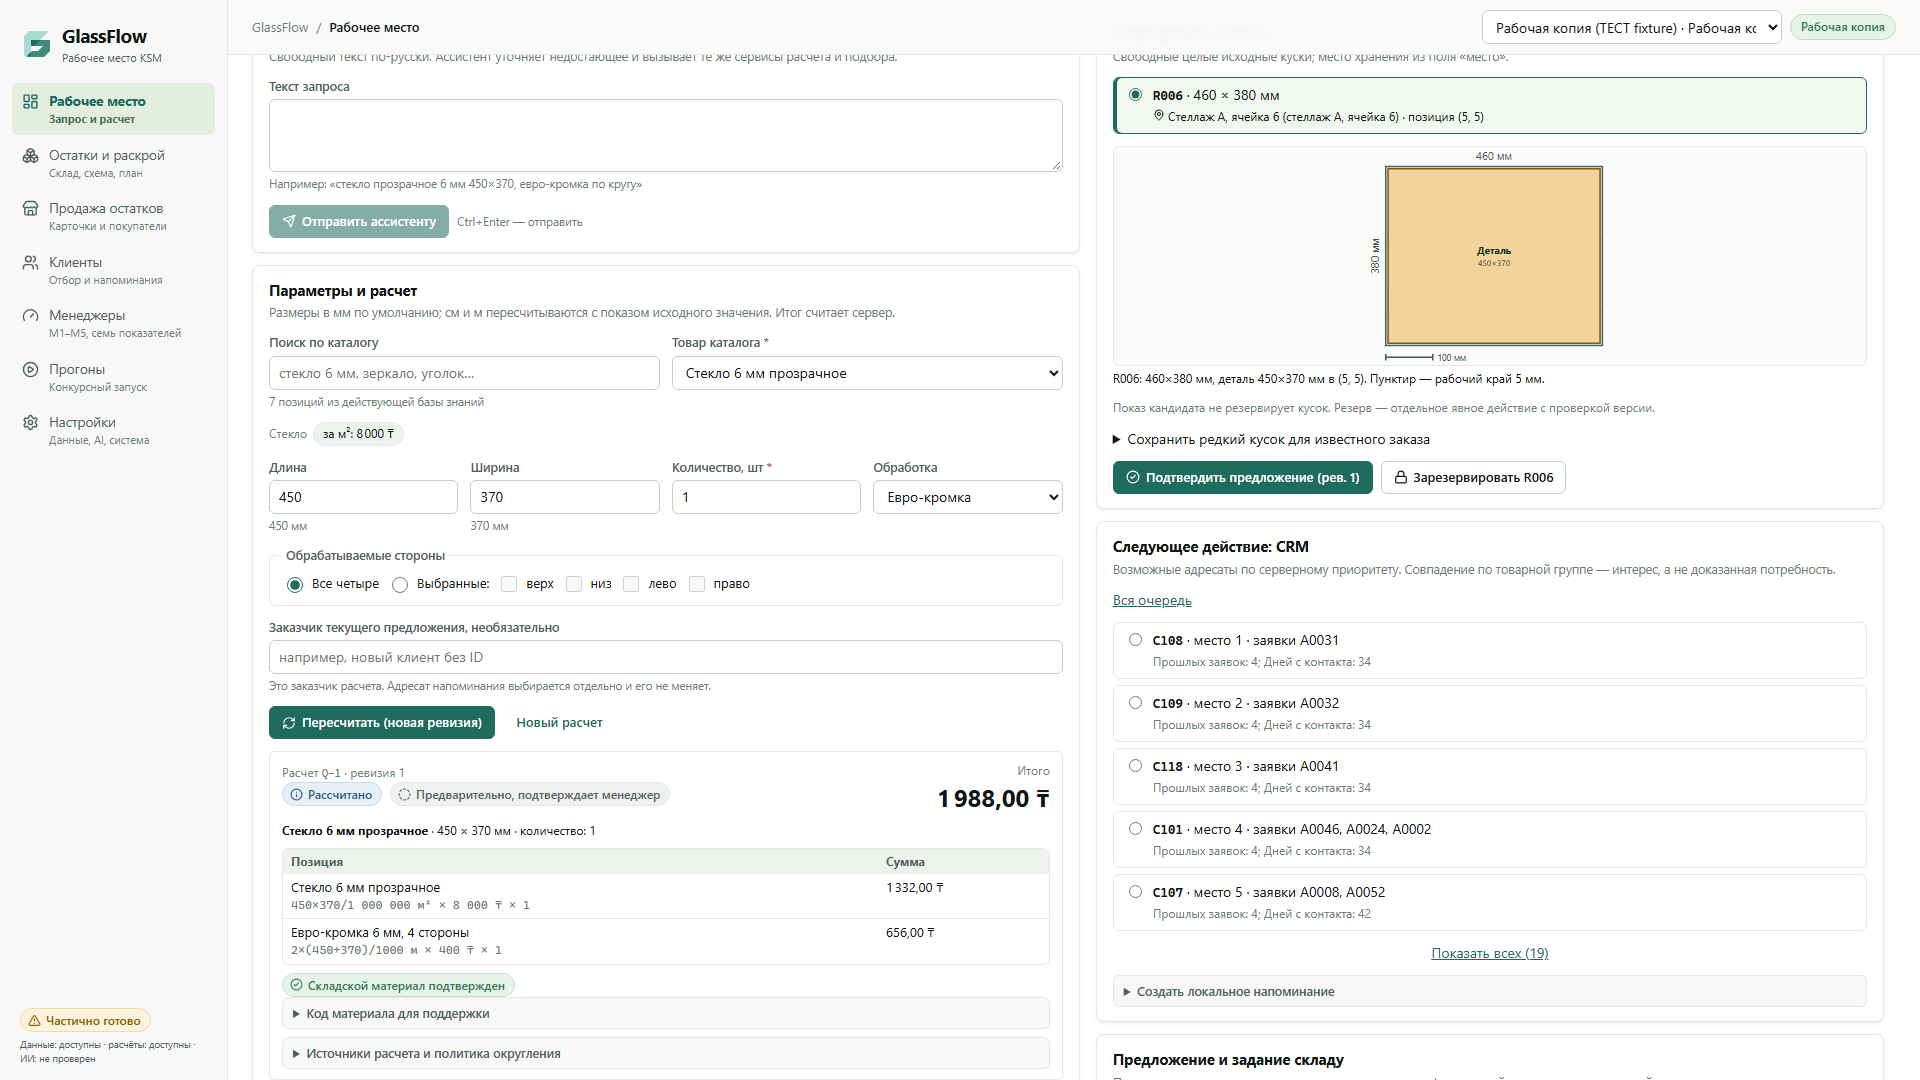 GlassFlow
Рабочее место KSM
Рабочее место
Запрос и расчет
Остатки и раскрой
Склад, схема, план
Продажа остатков
Карточки и покупатели
Клиенты
Отбор и напоминания
Менеджеры
М1–М5, семь показателей
Прогоны
Конкурсный запуск
Настройки
Данные, AI, система
Частично готово
Данные: доступны · расчёты: доступны ·
ИИ: не проверен
GlassFlow / Рабочее место
Рабочая копия (ТЕСТ fixture) · Рабочая кс
Рабочая копия
Свободный текст по-русски. Ассистент уточняет недостающее и вызывает те же сервисы расчета и подбора.
Текст запроса
Например: «стекло прозрачное 6 мм 450×370, евро-кромка по кругу»
Отправить ассистенту
Ctrl+Enter — отправить
Параметры и расчет
Размеры в мм по умолчанию; см и м пересчитываются с показом исходного значения. Итог считает сервер.
Поиск по каталогу
Товар каталога *
стекло 6 мм, зеркало, уголок...
Стекло 6 мм прозрачное
7 позиций из действующей базы знаний
Стекло
за м²: 8 000 ₸
Длина
Ширина
Количество, шт *
Обработка
450
370
1
Евро-кромка
450 мм
370 мм
Обрабатываемые стороны
Все четыре
Выбранные:
верх
низ
лево
право
Заказчик текущего предложения, необязательно
например, новый клиент без ID
Это заказчик расчета. Адресат напоминания выбирается отдельно и его не меняет.
Пересчитать (новая ревизия)
Новый расчет
Расчет Q-1 · ревизия 1
Итого
Рассчитано
Предварительно, подтверждает менеджер
1 988,00 ₸
Стекло 6 мм прозрачное · 450 × 370 мм · количество: 1
Позиция
Сумма
Стекло 6 мм прозрачное
1 332,00 ₸
450×370/1 000 000 м² × 8 000 ₸ × 1
Евро-кромка 6 мм, 4 стороны
656,00 ₸
2×(450+370)/1000 м × 400 ₸ × 1
Складской материал подтвержден
Код материала для поддержки
Источники расчета и политика округления
Свободные целые исходные куски; место хранения из поля «место».
R006 · 460 × 380 мм
Стеллаж А, ячейка 6 (стеллаж А, ячейка 6) · позиция (5, 5)
460 мм
380 мм
Деталь
450×370
100 мм
R006: 460×380 мм, деталь 450×370 мм в (5, 5). Пунктир — рабочий край 5 мм.
Показ кандидата не резервирует кусок. Резерв — отдельное явное действие с проверкой версии.
Сохранить редкий кусок для известного заказа
Подтвердить предложение (рев. 1)
Зарезервировать R006
Следующее действие: CRM
Возможные адресаты по серверному приоритету. Совпадение по товарной группе — интерес, а не доказанная потребность.
Вся очередь
C108 · место 1 · заявки A0031
Прошлых заявок: 4; Дней с контакта: 34
C109 · место 2 · заявки A0032
Прошлых заявок: 4; Дней с контакта: 34
C118 · место 3 · заявки A0041
Прошлых заявок: 4; Дней с контакта: 34
C101 · место 4 · заявки A0046, A0024, A0002
Прошлых заявок: 4; Дней с контакта: 34
C107 · место 5 · заявки A0008, A0052
Прошлых заявок: 4; Дней с контакта: 42
Показать всех (19)
Создать локальное напоминание
Предложение и задание складу